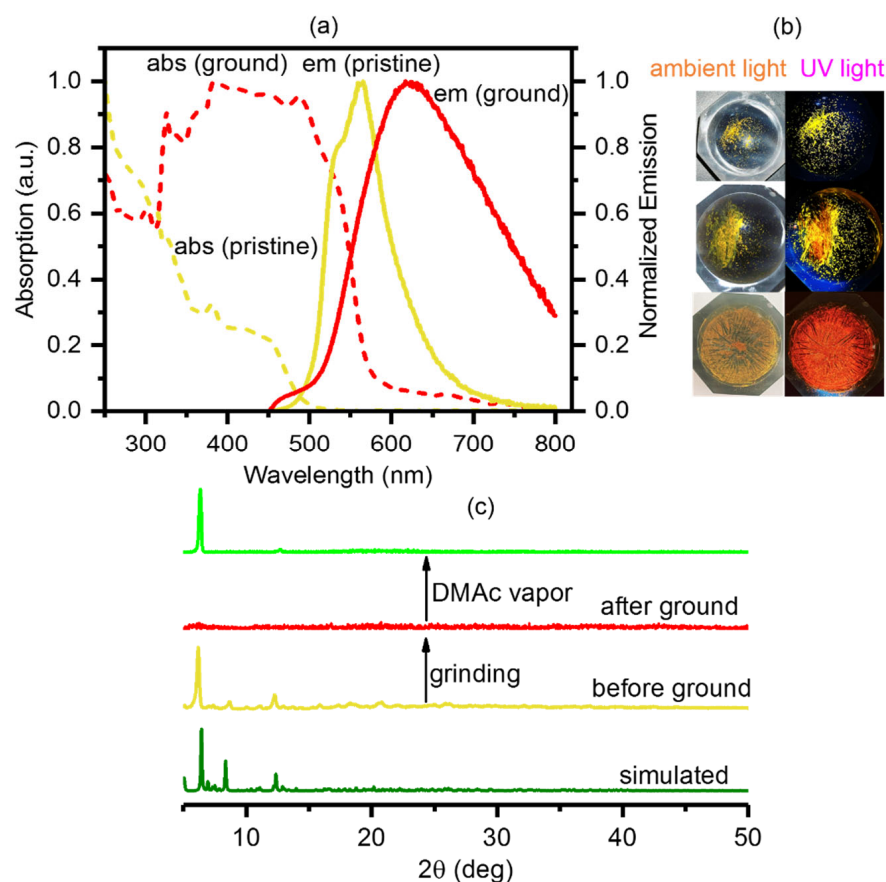 (a)
(b)
abs (ground) em (pristine)
em (ground)
abs (pristine)
ambient light UV light
Absorption (a.u.)
Normalized Emission
1.0
0.8
0.6
0.4
0.2
0.0
1.0
0.8
0.6
0.4
0.2
0.0
300 400 500 600 700 800
Wavelength (nm)
(c)
DMAc vapor
after ground
grinding
before ground
simulated
10 20 30 40 50
2θ (deg)